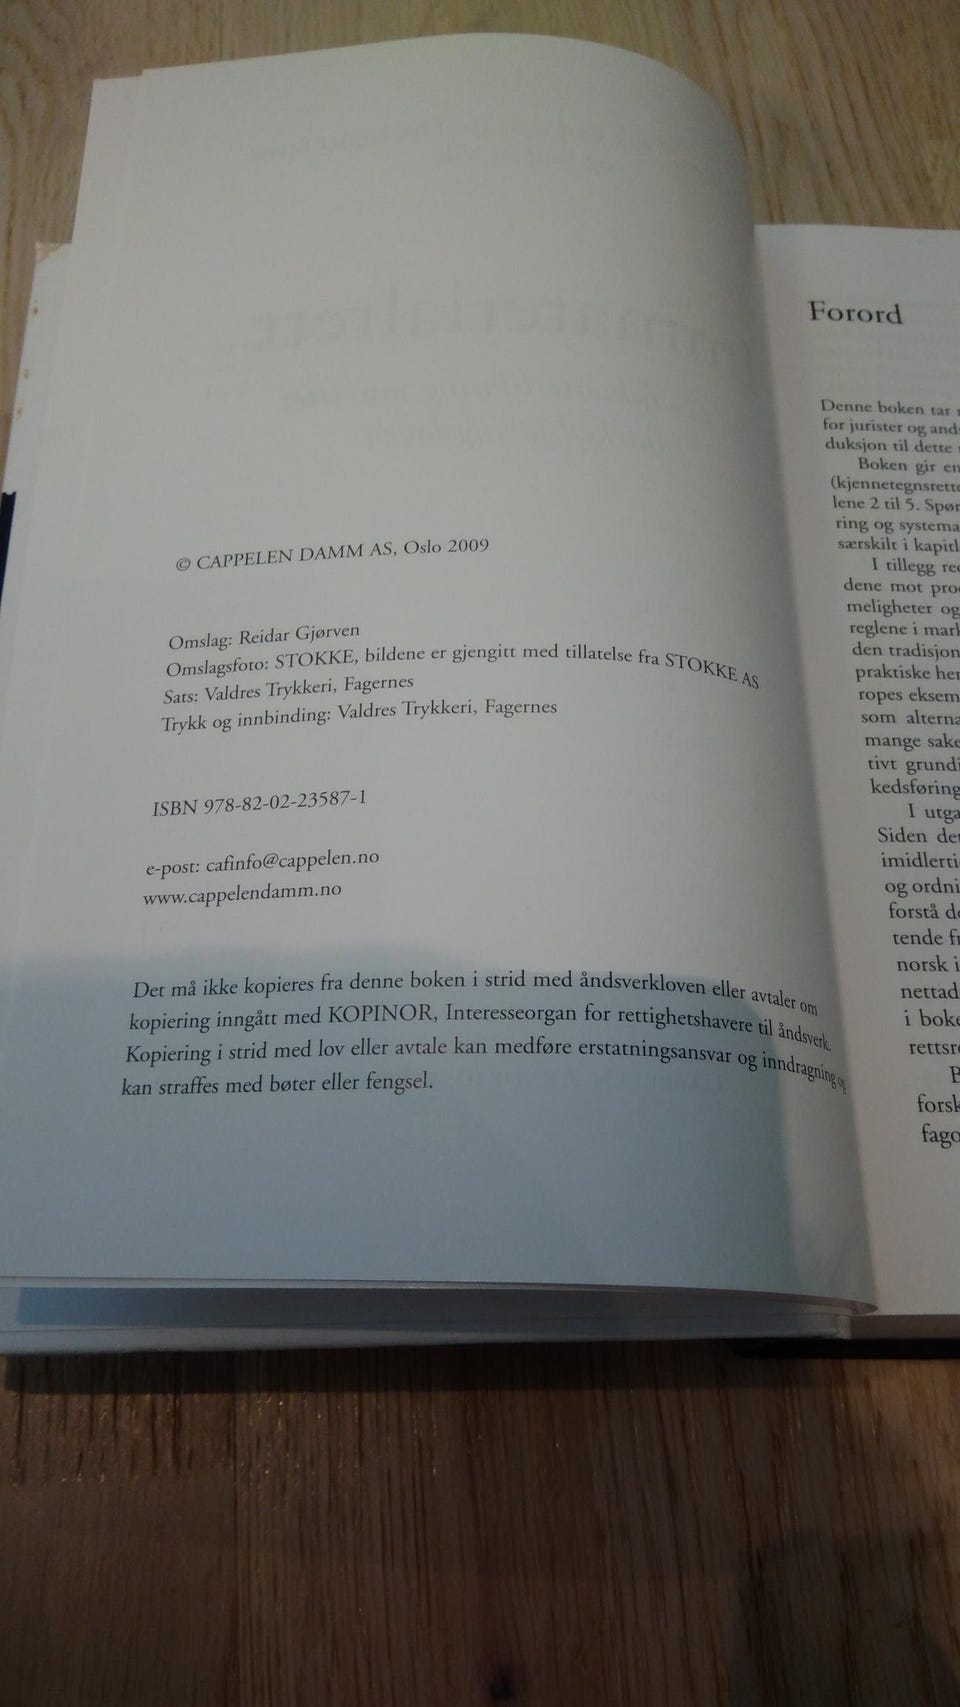 © CAPPELEN DAMM AS, Oslo 2009
Omslag: Reidar Gjørven
Omslagsfoto: STOKKE, bildene er gjengitt med tillatelse fra STOKKE AS
Sats: Valdres Trykkeri, Fagernes
Trykk og innbinding: Valdres Trykkeri, Fagernes
ISBN 978-82-02-23587-1
e-post: cafinfo@cappelen.no
www.cappelendamm.no
Det må ikke kopieres fra denne boken i strid med åndsverkloven eller avtaler om
kopiering inngått med KOPINOR, Interesseorgan for rettighetshavere til åndsverk.
Kopiering i strid med lov eller avtale kan medføre erstatningsansvar og inndragning og
kan straffes med bøter eller fengsel.
Forord
Denne boken tar
for jurister og and
duksjon til dette
Boken gir en
(kjennetegnsrette
lene 2 til 5. Spør
ring og systema
særskilt i kapitl
I tillegg red
dene mot prod
meligheter og
reglene i mark
den tradisjon
praktiske her
ropes eksem
som alterna
mange sake
tivt grundi
kedsføring
I utga
Siden de
imidlerti
og ordni
forstå de
tende fr
norsk i
nettad
i boke
rettsr
B
forsk
fago